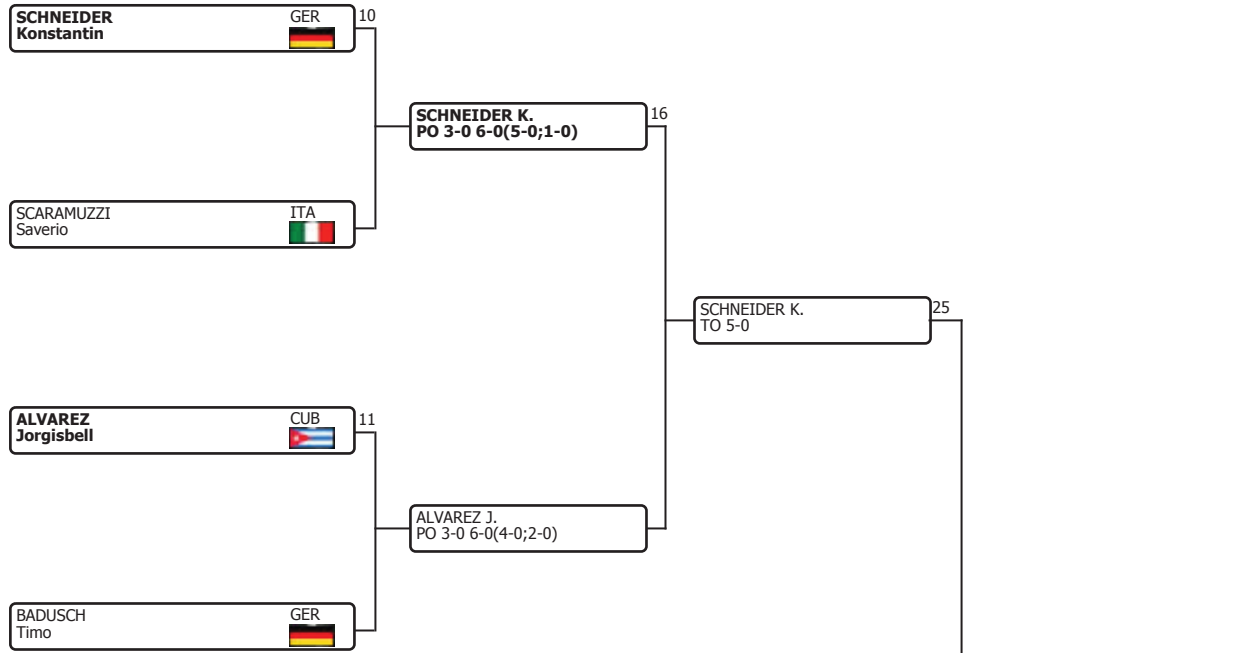 SCHNEIDER GER 10
Konstantin
SCHNEIDER K. 16
PO 3-0 6-0(5-0;1-0)
SCARAMUZZI ITA
Saverio
SCHNEIDER K. 25
TO 5-0
ALVAREZ CUB 11
Jorgisbell
ALVAREZ J.
PO 3-0 6-0(4-0;2-0)
BADUSCH GER
Timo